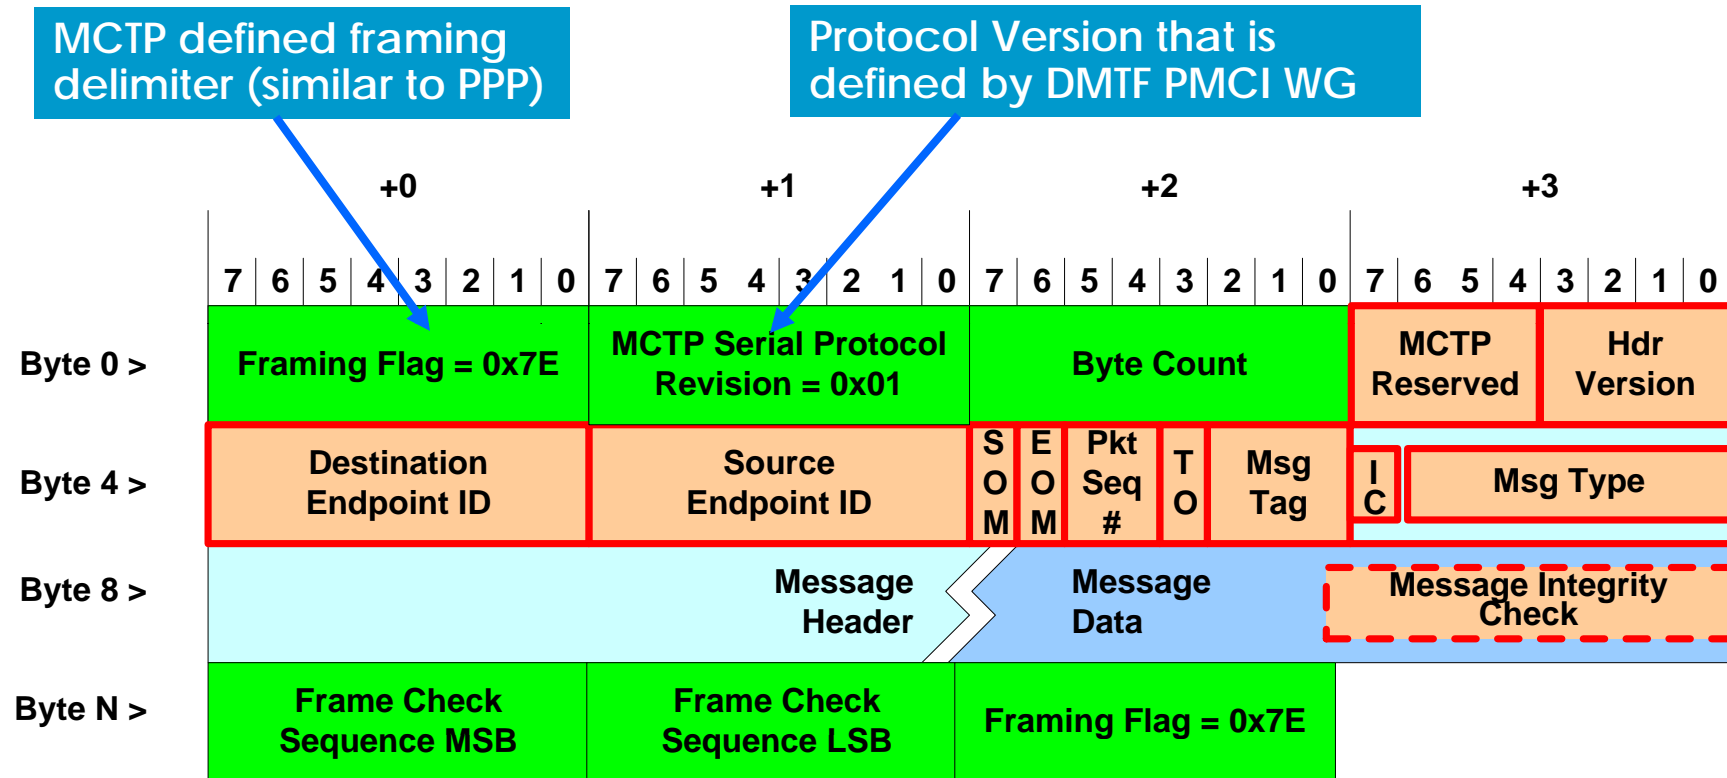 MCTP defined framing
delimiter (similar to PPP)
Protocol Version that is
defined by DMTF PMCI WG
+0 +1 +2 +3
7 6 5 4 3 2 1 0 7 6 5 4 3 2 1 0 7 6 5 4 3 2 1 0 7 6 5 4 3 2 1 0
Byte 0 >
Framing Flag = 0x7E
MCTP Serial Protocol
Revision = 0x01
Byte Count
MCTP
Reserved
Hdr
Version
Byte 4 >
Destination
Endpoint ID
Source
Endpoint ID
S
O
M
E
O
M
Pkt
Seq
#
T
O
Msg
Tag
I
C
Msg Type
Byte 8 >
Message
Header
Message
Data
Message Integrity
Check
Byte N >
Frame Check
Sequence MSB
Frame Check
Sequence LSB
Framing Flag = 0x7E